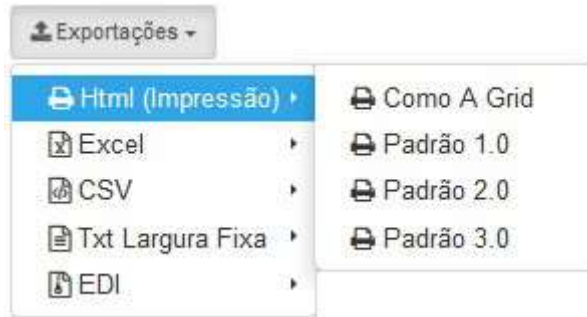 Exportações
Html (Impressão)
Como A Grid
Excel
Padrão 1.0
CSV
Padrão 2.0
Txt Largura Fixa
Padrão 3.0
EDI